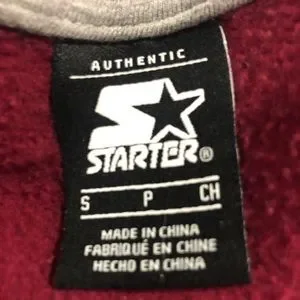 AUTHENTIC
STARTER®
S P CH
MADE IN CHINA
FABRIQUÉ EN CHINE
HECHO EN CHINA